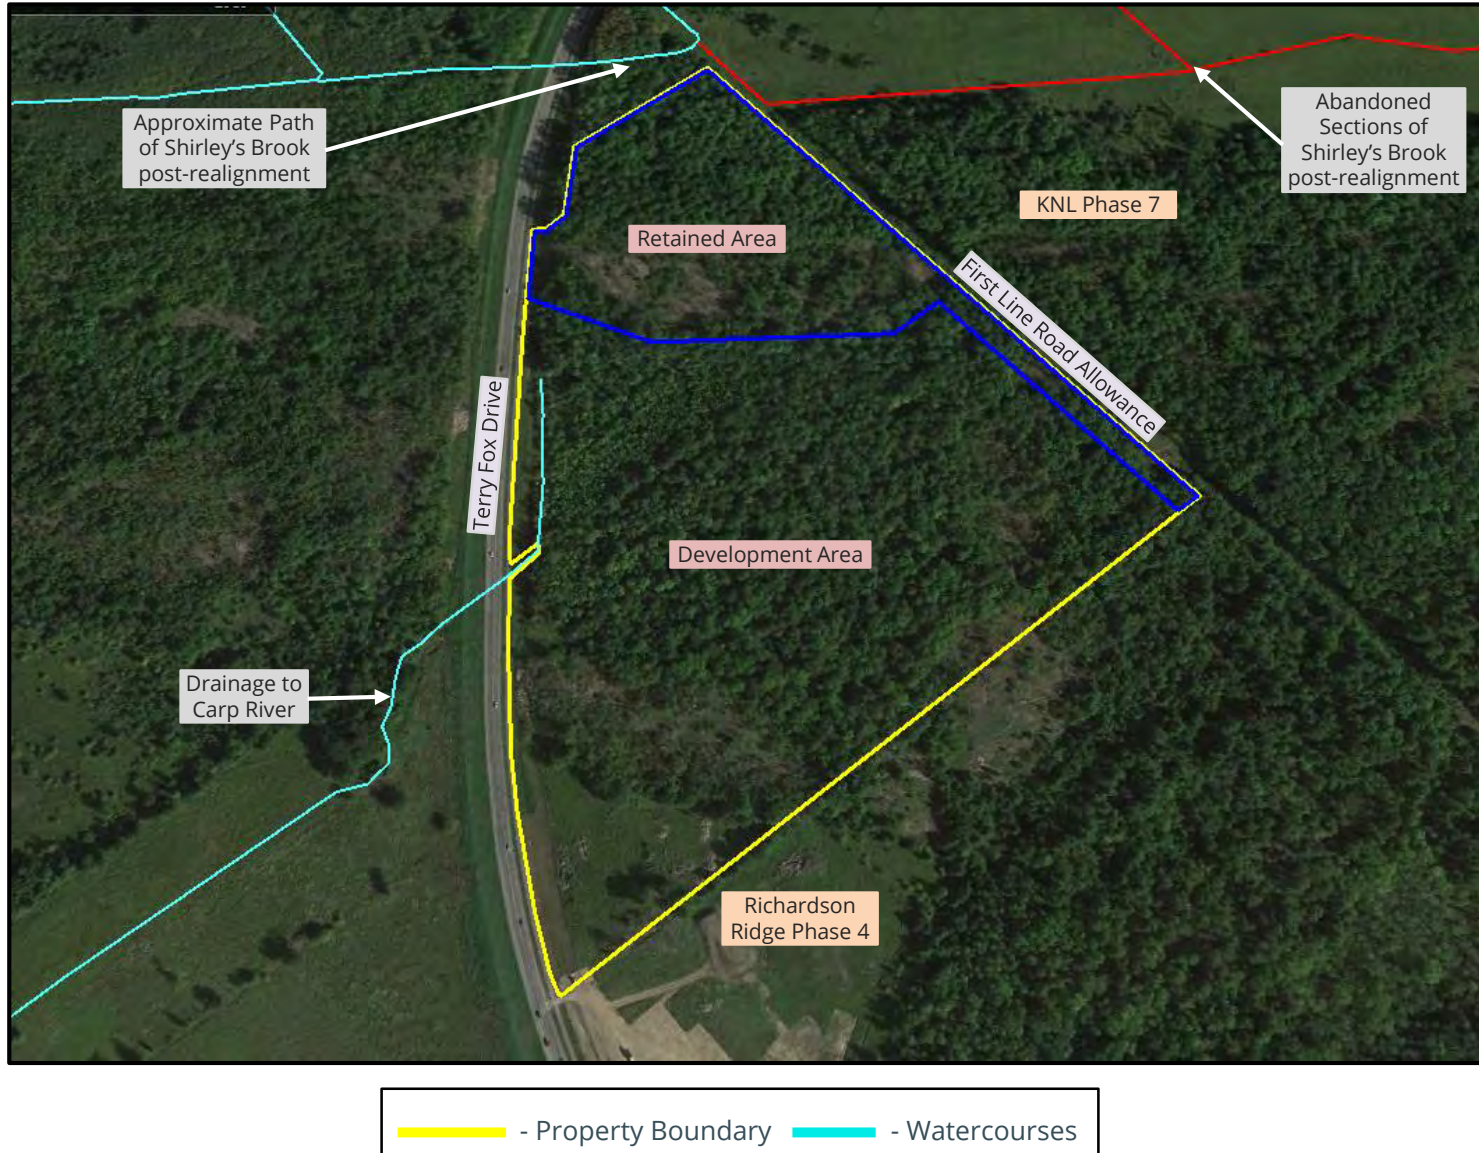 Approximate Path
of Shirley's Brook
post-realignment
Abandoned
Sections of
Shirley's Brook
post-realignment
KNL Phase 7
Retained Area
First Line Road Allowance
Terry Fox Drive
Development Area
Drainage to
Carp River
Richardson
Ridge Phase 4
- Property Boundary
- Watercourses